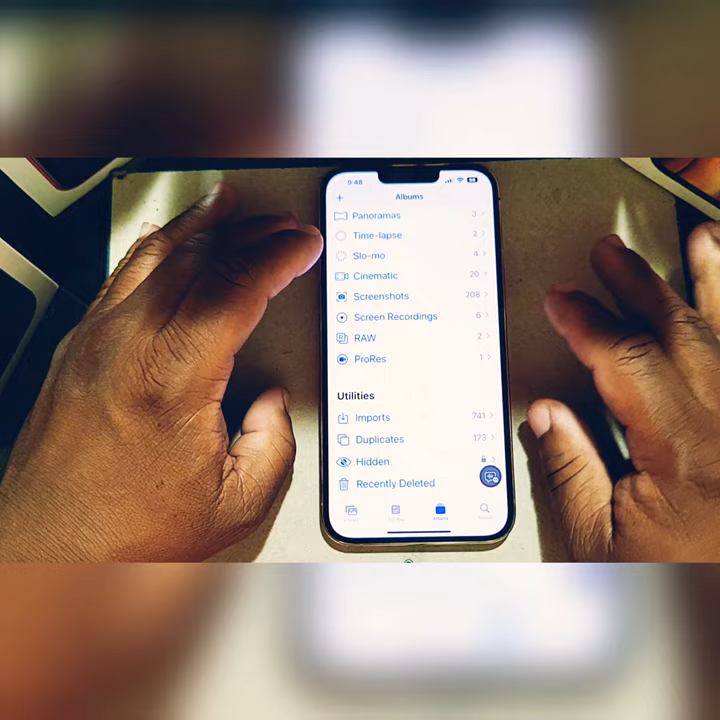 9:48
Albums
Panoramas 3
Time-lapse 2
Slo-mo 4
Cinematic 20
Screenshots 208
Screen Recordings 6
RAW 2
ProRes 1
Utilities
Imports 741
Duplicates 173
Hidden
Recently Deleted
Albums